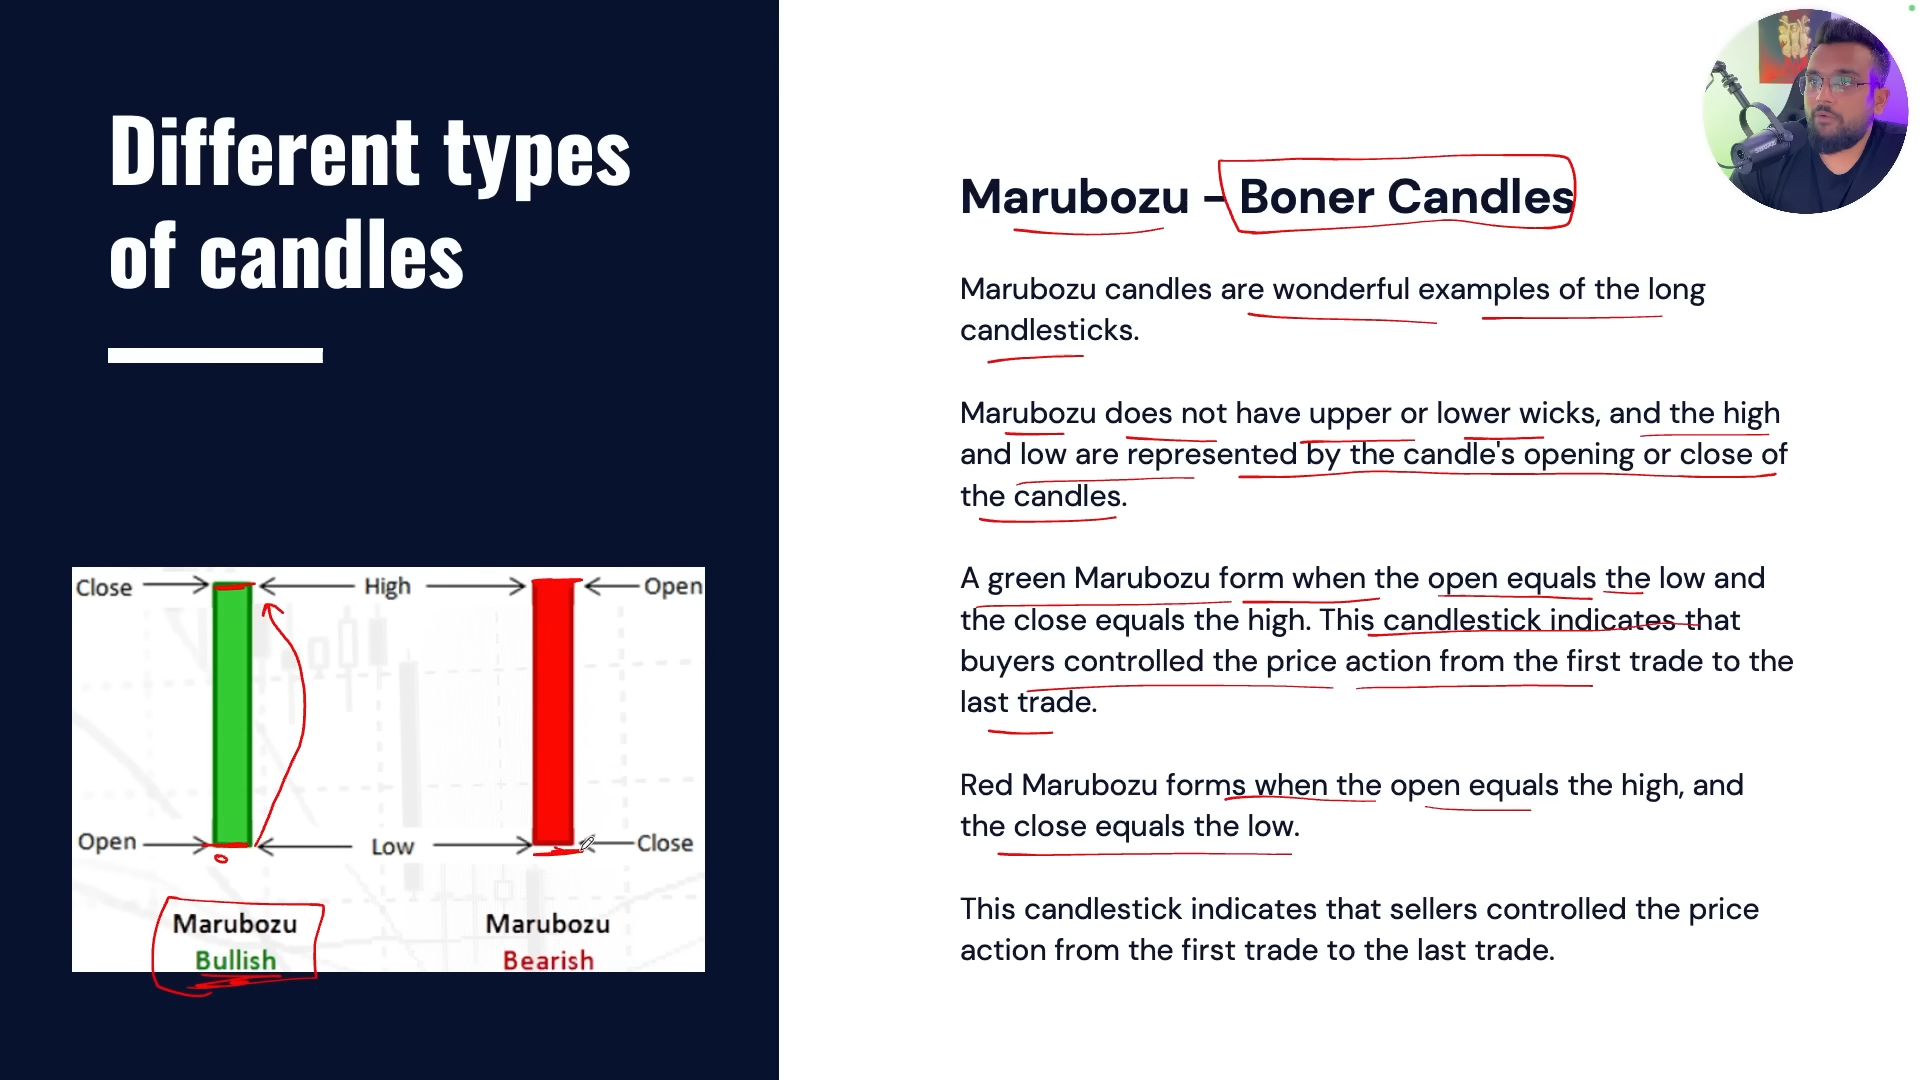 Different types
of candles
Close
High
Open
Open
Low
Close
Marubozu
Bullish
Marubozu
Bearish
Marubozu - Boner Candles
Marubozu candles are wonderful examples of the long
candlesticks.
Marubozu does not have upper or lower wicks, and the high
and low are represented by the candle's opening or close of
the candles.
A green Marubozu form when the open equals the low and
the close equals the high. This candlestick indicates that
buyers controlled the price action from the first trade to the
last trade.
Red Marubozu forms when the open equals the high, and
the close equals the low.
This candlestick indicates that sellers controlled the price
action from the first trade to the last trade.